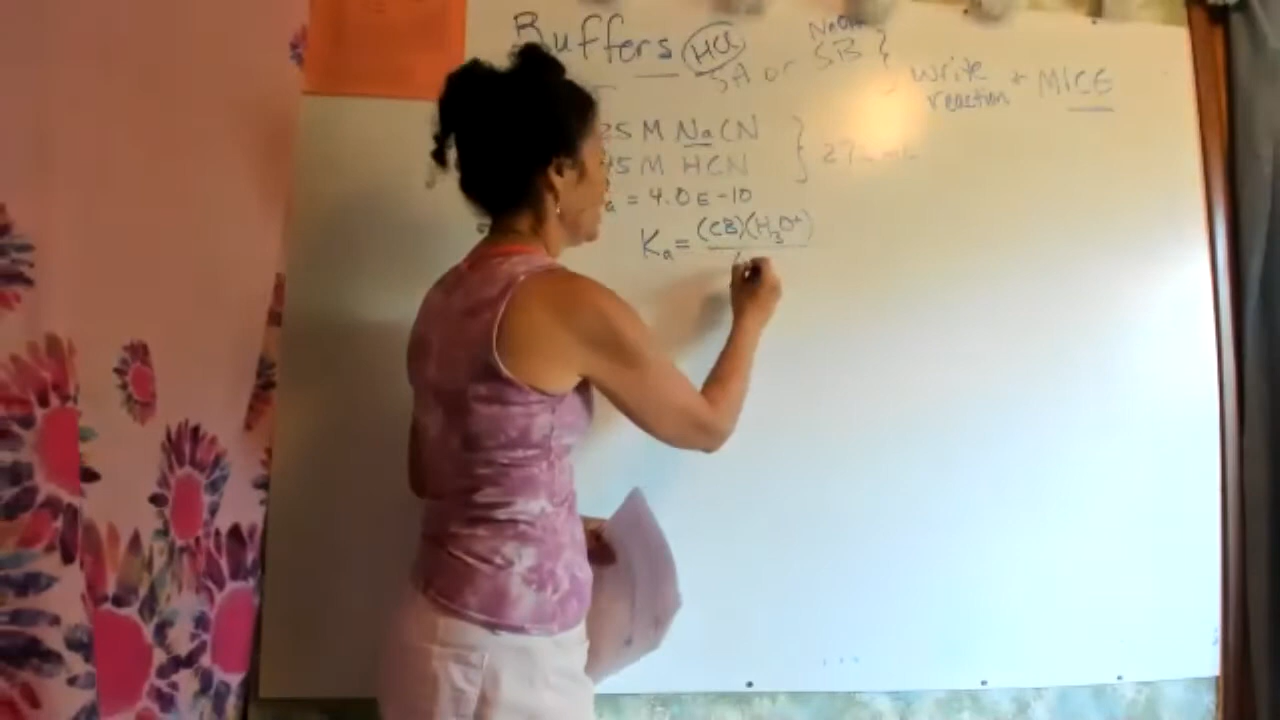 Buffers HCl
SA or SB }
NaOH
write
reaction + MICE
25 M NaCN }
45 M HCN
a = 4.0E-10
Ka = (CB)(H3O+)
(